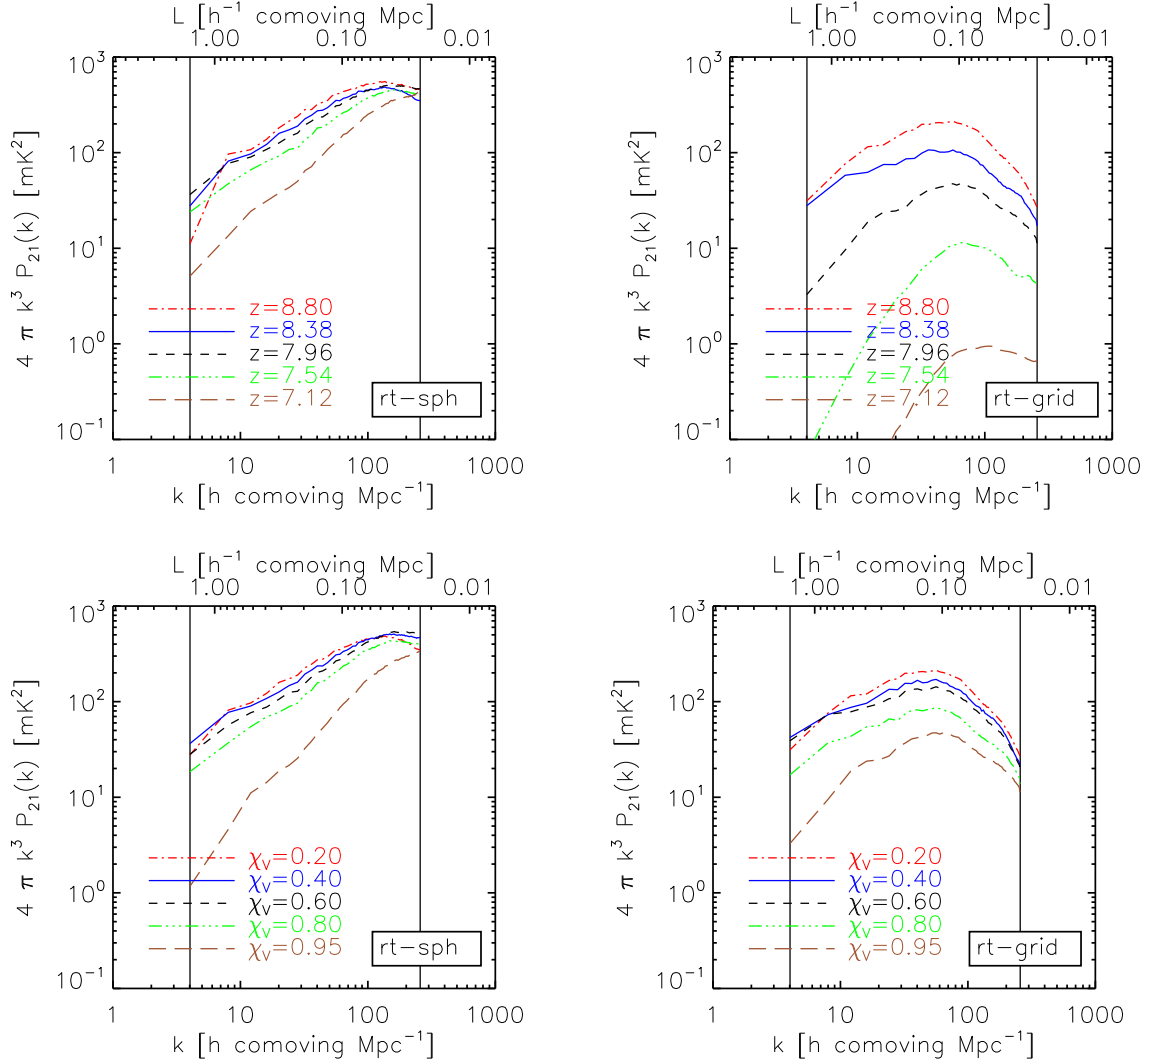 L [h⁻¹ comoving Mpc]
1.00 0.10 0.01
10³
10²
10¹
10⁰
10⁻¹
4 π k³ P₂₁(k) [mK²]
z=8.80
z=8.38
z=7.96
z=7.54
z=7.12
rt-sph
1 10 100 1000
k [h comoving Mpc⁻¹]
L [h⁻¹ comoving Mpc]
1.00 0.10 0.01
10³
10²
10¹
10⁰
10⁻¹
4 π k³ P₂₁(k) [mK²]
z=8.80
z=8.38
z=7.96
z=7.54
z=7.12
rt-grid
1 10 100 1000
k [h comoving Mpc⁻¹]
L [h⁻¹ comoving Mpc]
1.00 0.10 0.01
10³
10²
10¹
10⁰
10⁻¹
4 π k³ P₂₁(k) [mK²]
χᵥ=0.20
χᵥ=0.40
χᵥ=0.60
χᵥ=0.80
χᵥ=0.95
rt-sph
1 10 100 1000
k [h comoving Mpc⁻¹]
L [h⁻¹ comoving Mpc]
1.00 0.10 0.01
10³
10²
10¹
10⁰
10⁻¹
4 π k³ P₂₁(k) [mK²]
χᵥ=0.20
χᵥ=0.40
χᵥ=0.60
χᵥ=0.80
χᵥ=0.95
rt-grid
1 10 100 1000
k [h comoving Mpc⁻¹]